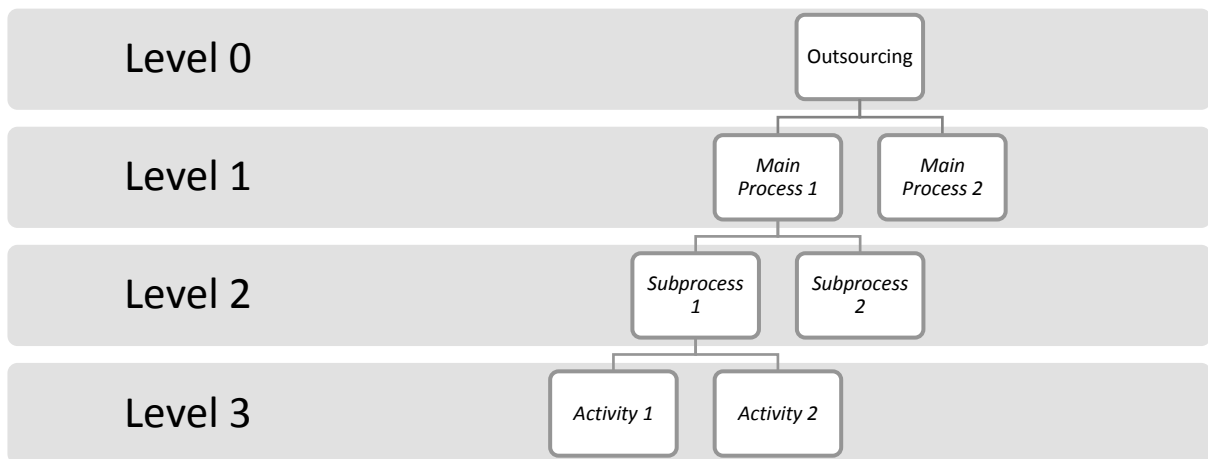 Level 0
Outsourcing
Level 1
Main
Process 1
Main
Process 2
Level 2
Subprocess
1
Subprocess
2
Level 3
Activity 1
Activity 2